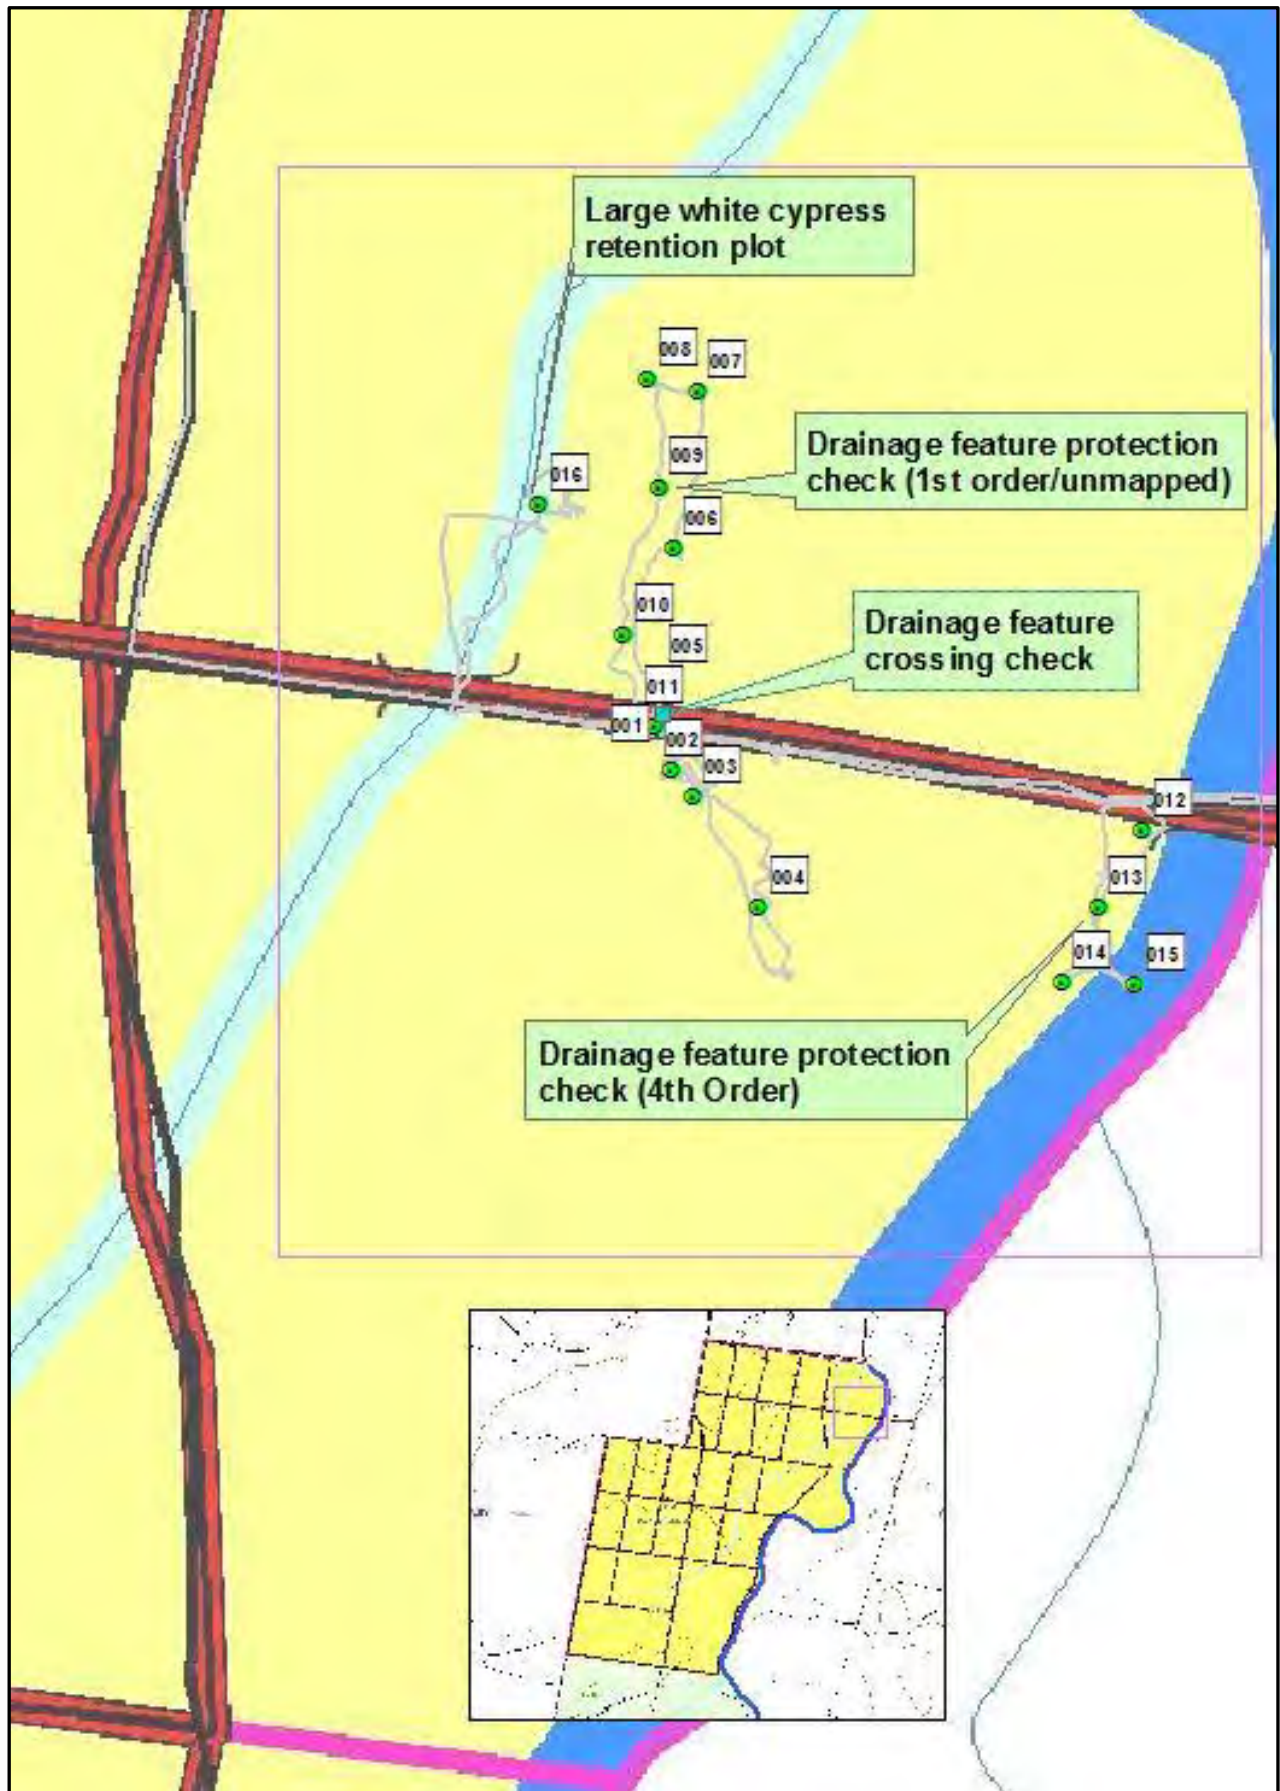 Large white cypress
retention plot
008
007
009
Drainage feature protection
check (1st order/unmapped)
016
006
010
Drainage feature
crossing check
005
011
001
002
003
012
004
013
014
015
Drainage feature protection
check (4th Order)